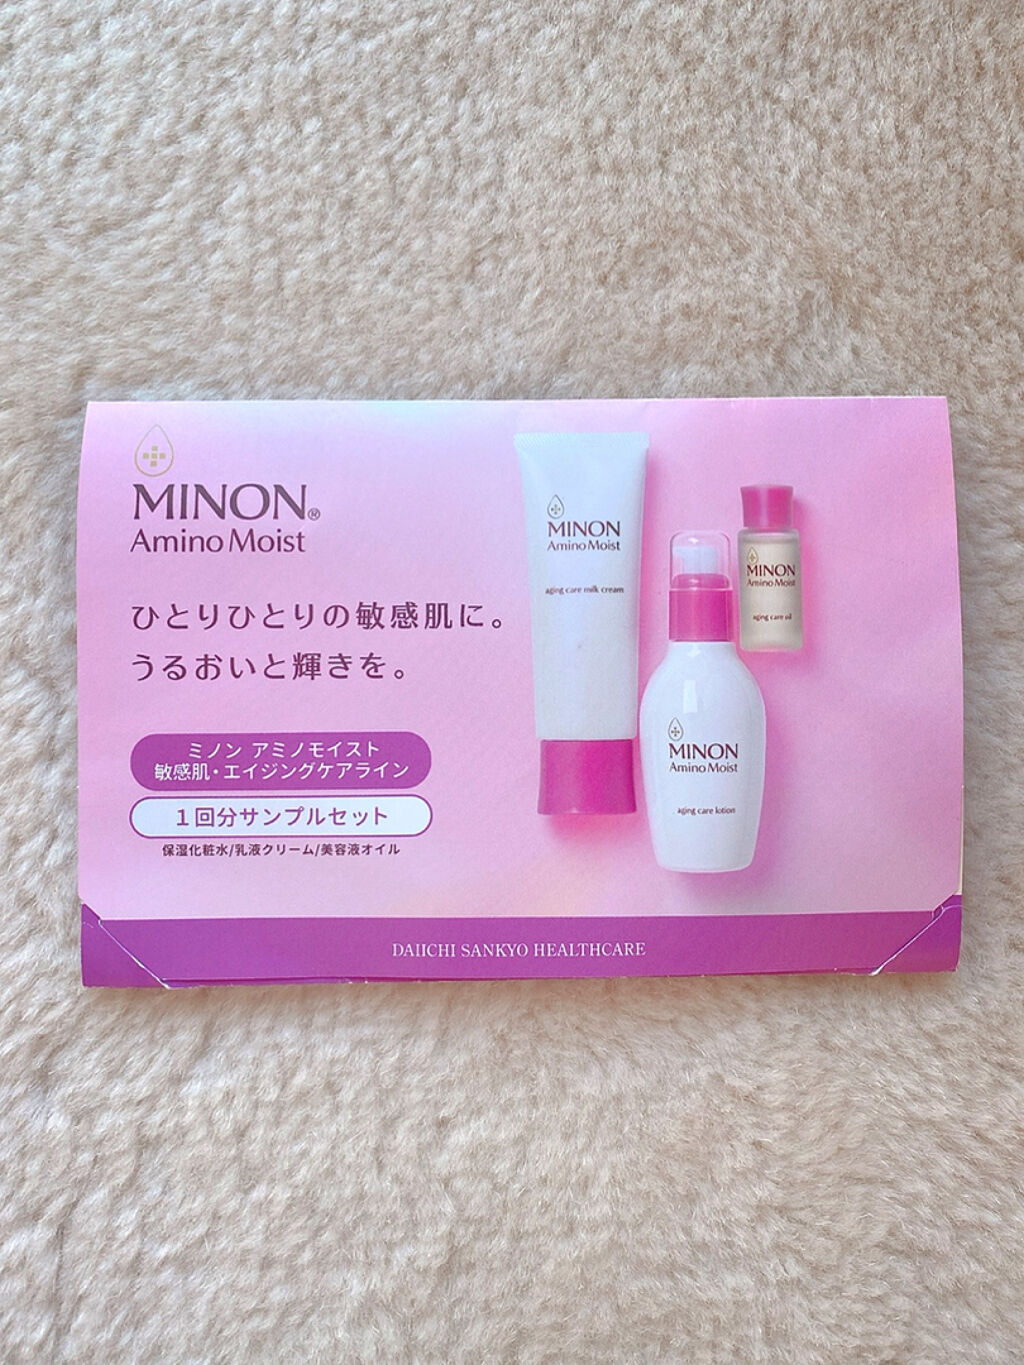 MINON®
Amino Moist
ひとりひとりの敏感肌に。
うるおいと輝きを。
ミノン アミノモイスト
敏感肌・エイジングケアライン
1回分サンプルセット
保湿化粧水/乳液クリーム/美容液オイル
MINON
Amino Moist
aging care milk cream
MINON
Amino Moist
aging care lotion
MINON
Amino Moist
aging care oil
DAIICHI SANKYO HEALTHCARE